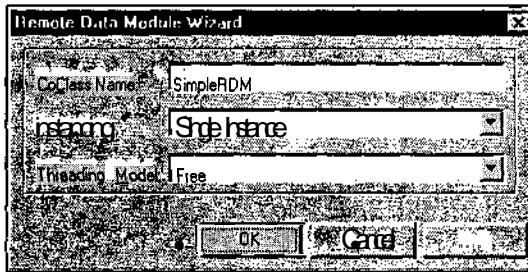 Remote Data Module Wizard
CoClass Name: SimpleRDM
Instancing: Single Instance
Threading Model: Free
OK Cancel